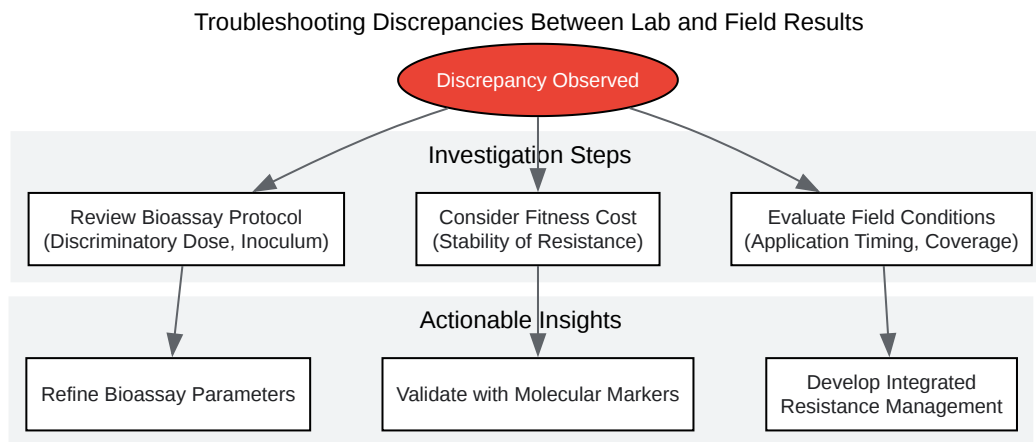 Troubleshooting Discrepancies Between Lab and Field Results
Discrepancy Observed
Investigation Steps
Review Bioassay Protocol
(Discriminatory Dose, Inoculum)
Consider Fitness Cost
(Stability of Resistance)
Evaluate Field Conditions
(Application Timing, Coverage)
Actionable Insights
Refine Bioassay Parameters
Validate with Molecular Markers
Develop Integrated
Resistance Management